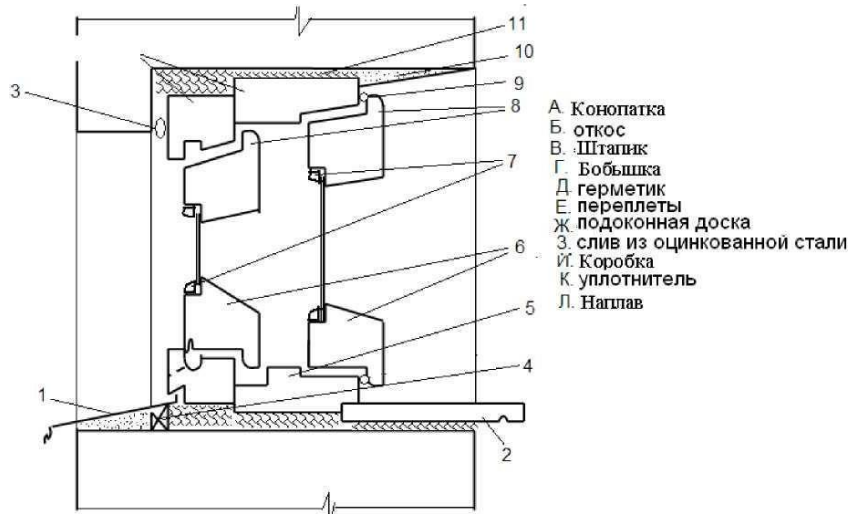 11
10
3
9
8
7
6
5
4
1
2
А. Конопатка
Б. откос
В. Штапик
Г. Бобышка
Д. герметик
Е. переплеты
Ж. подоконная доска
З. слив из оцинкованной стали
Й. Коробка
К. уплотнитель
Л. Наплав